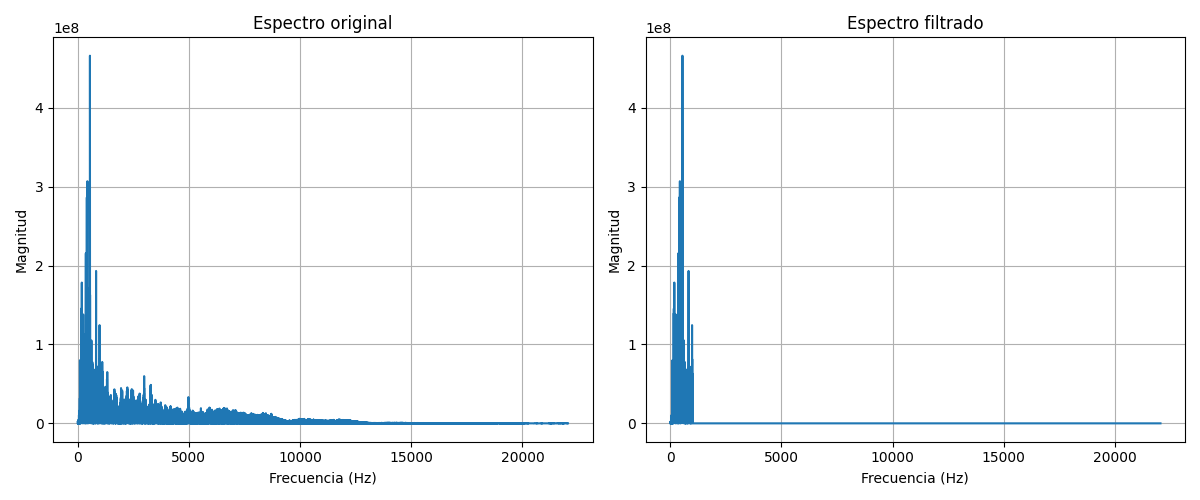 Espectro original
1e8
4
3
2
1
0
Magnitud
0 5000 10000 15000 20000
Frecuencia (Hz)
Espectro filtrado
1e8
4
3
2
1
0
Magnitud
0 5000 10000 15000 20000
Frecuencia (Hz)